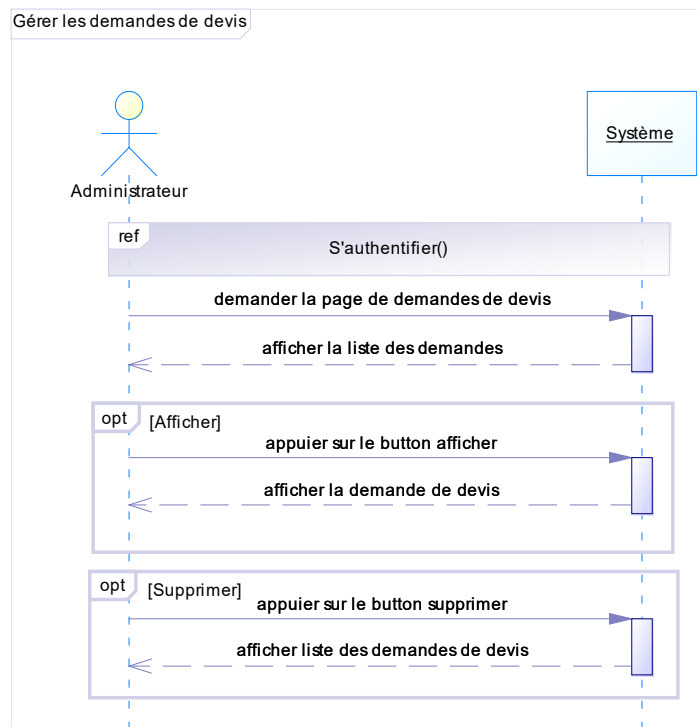 Gérer les demandes de devis
Système
Administrateur
ref
S'authentifier()
demander la page de demandes de devis
afficher la liste des demandes
opt
[Afficher]
appuier sur le button afficher
afficher la demande de devis
opt
[Supprimer]
appuier sur le button supprimer
afficher liste des demandes de devis